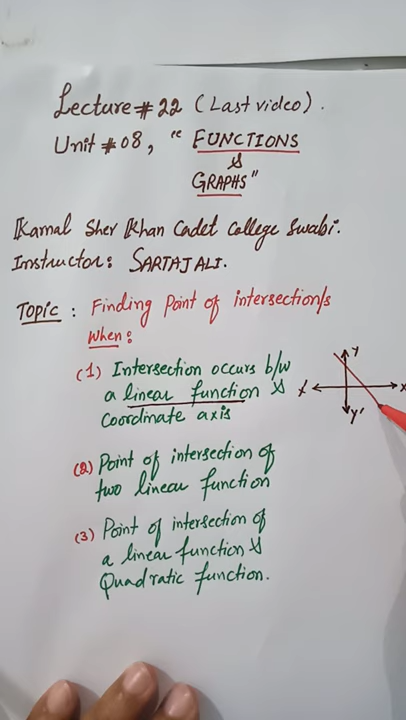 Lecture # 22 (Last video).
Unit # 08, "FUNCTIONS
&
GRAPHS"
Karnal Sher Khan Cadet College Swabi.
Instructor: SARTAJ ALI.
Topic: Finding Point of intersection/s
When:
(1) Intersection occurs b/w
a linear function &
Coordinate axis
Y
X' X
Y'
(2) Point of intersection of
two linear function
(3) Point of intersection of
a linear function &
Quadratic function.